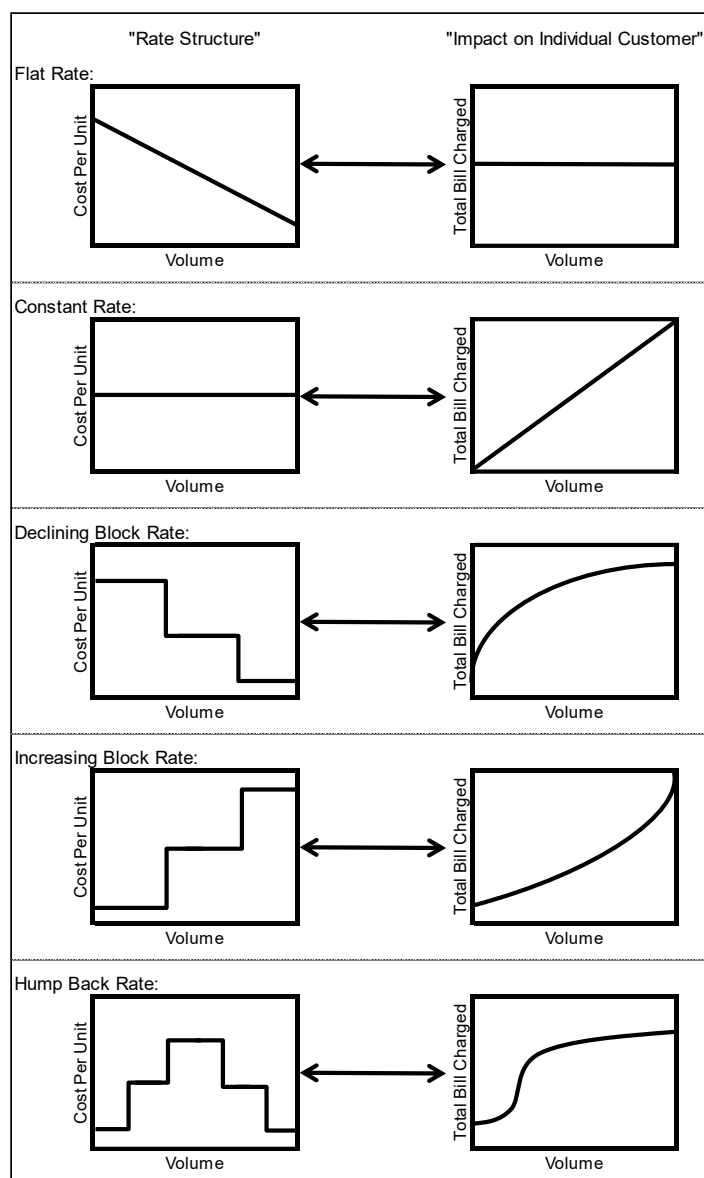 "Rate Structure"
"Impact on Individual Customer"
Flat Rate:
Cost Per Unit
Volume
Total Bill Charged
Volume
Constant Rate:
Cost Per Unit
Volume
Total Bill Charged
Volume
Declining Block Rate:
Cost Per Unit
Volume
Total Bill Charged
Volume
Increasing Block Rate:
Cost Per Unit
Volume
Total Bill Charged
Volume
Hump Back Rate:
Cost Per Unit
Volume
Total Bill Charged
Volume